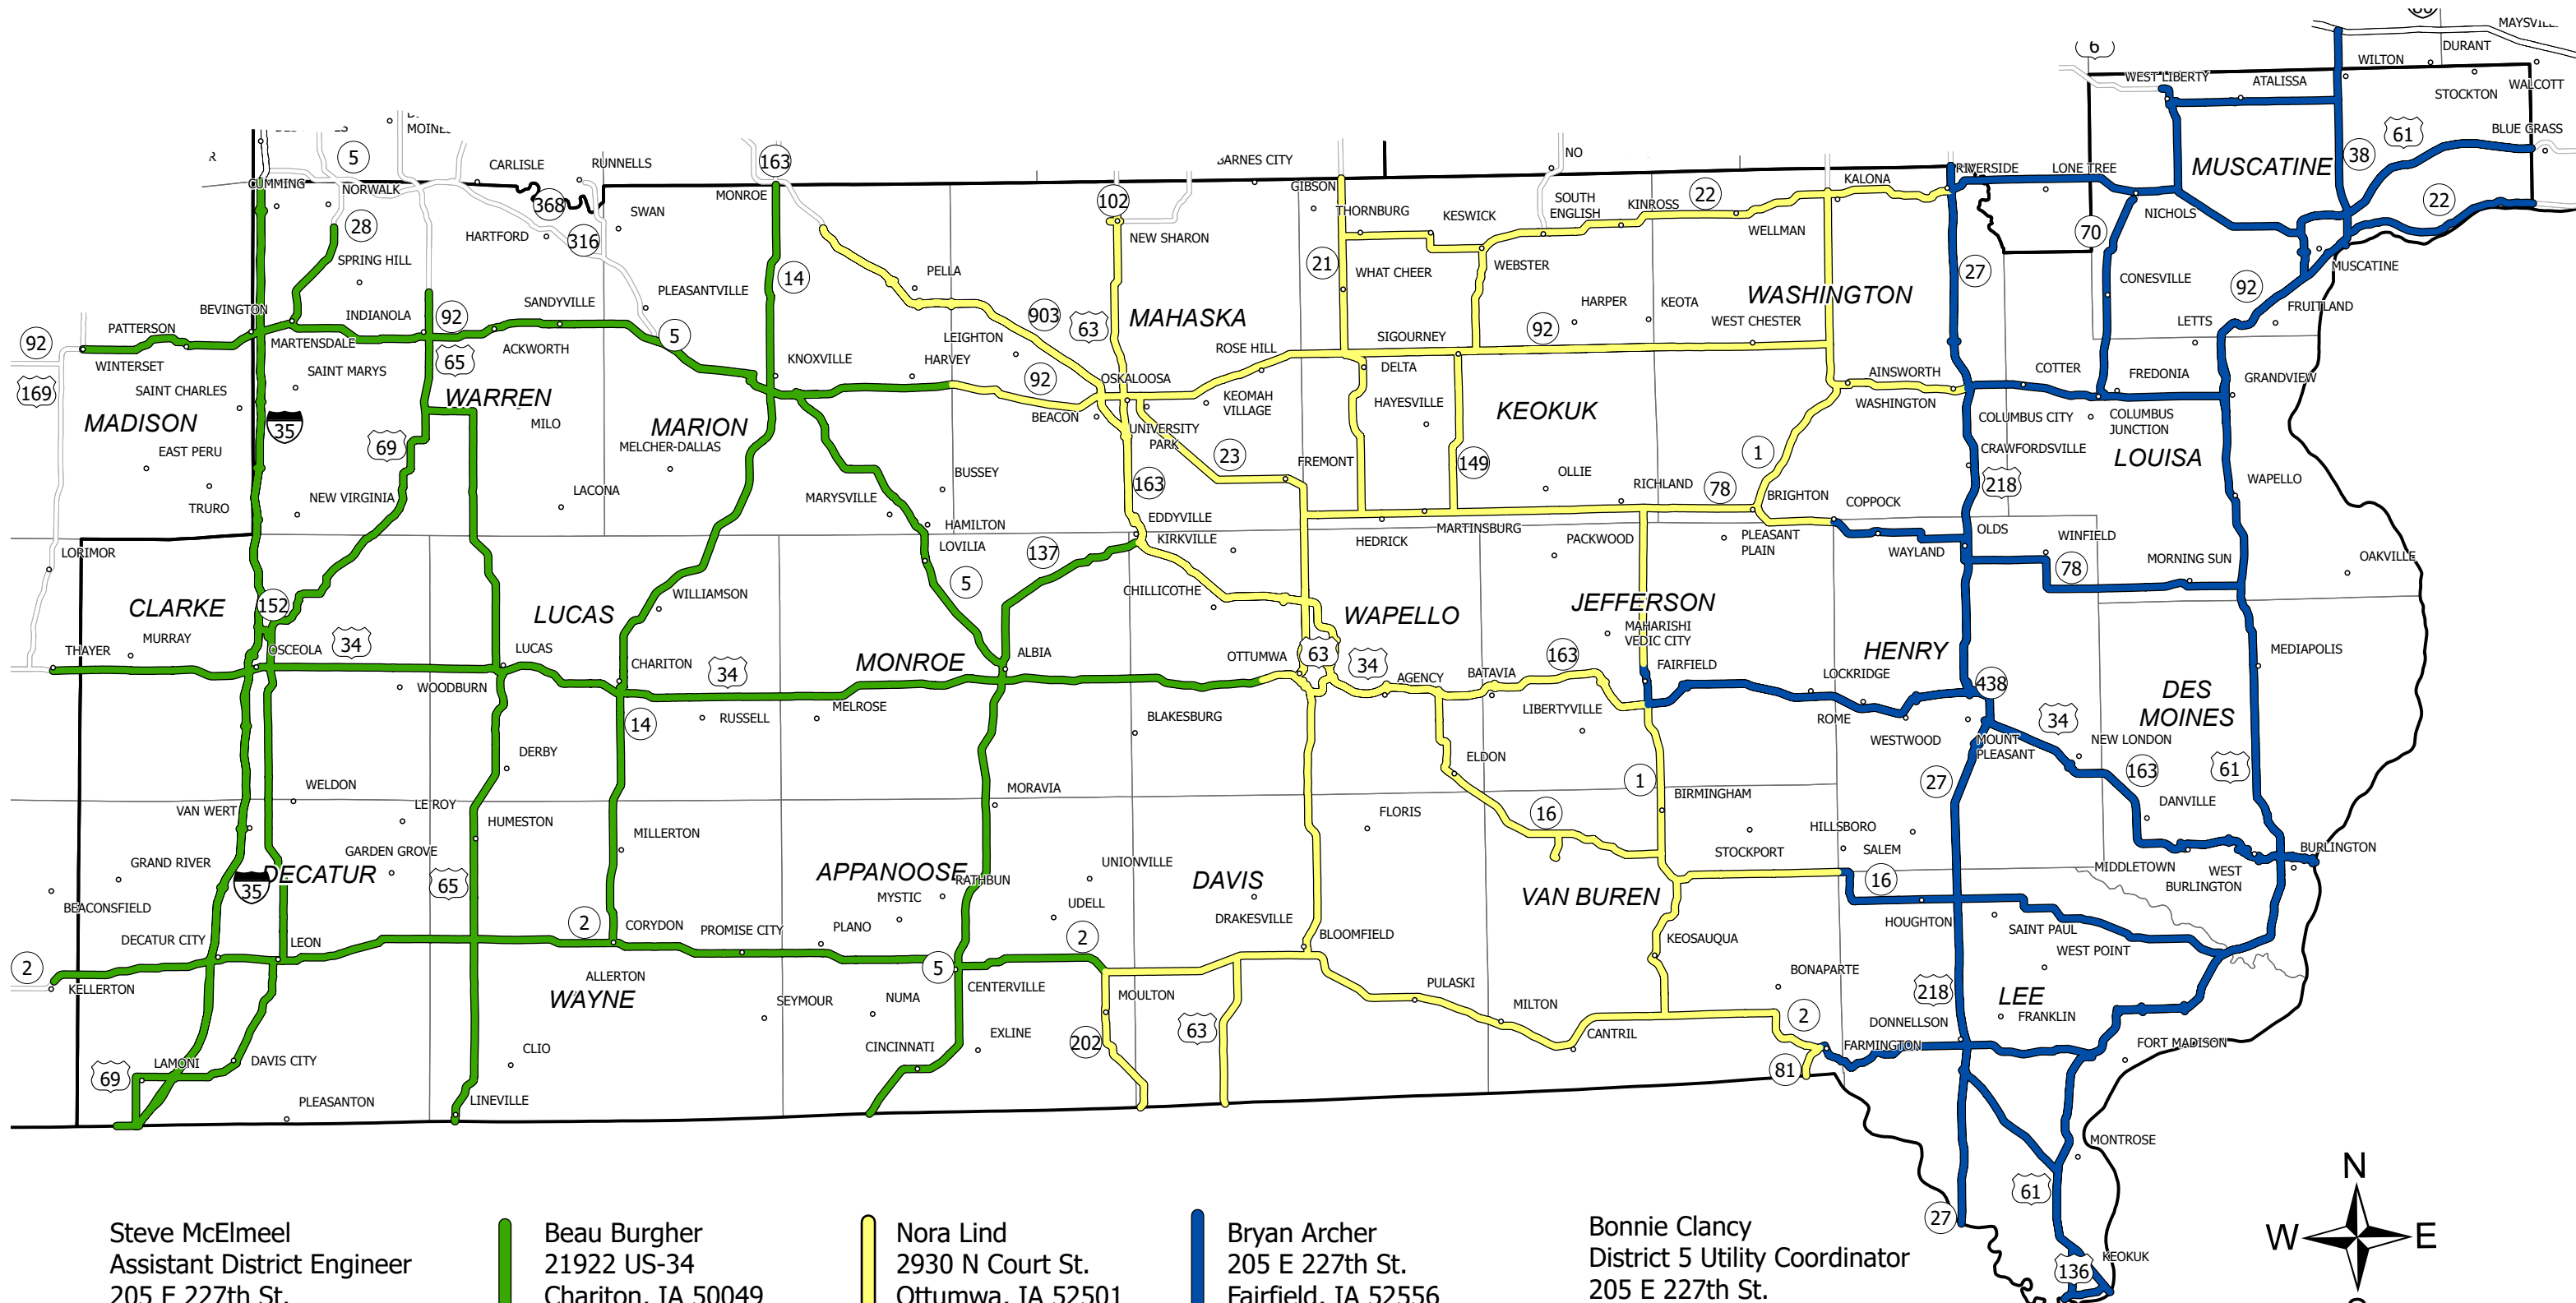 MAYSVILLE
6
DURANT
WILTON
WEST LIBERTY
ATALISSA
WALCOTT
STOCKTON
MOINES
5
CARLISLE
RUNNELLS
163
BARNES CITY
NO
38
61
BLUE GRASS
MUSCATINE
CUMMING
NORWALK
368
SWAN
MONROE
102
GIBSON
THORNBURG
KESWICK
SOUTH
ENGLISH
KINROSS
22
KALONA
RIVERSIDE
LONE TREE
NICHOLS
22
28
HARTFORD
316
NEW SHARON
WELLMAN
70
SPRING HILL
PLEASANTVILLE
14
PELLA
21
WHAT CHEER
WEBSTER
27
CONESVILLE
MUSCATINE
BEVINGTON
INDIANOLA
92
SANDYVILLE
903
63
MAHASKA
HARPER
KEOTA
WASHINGTON
92
FRUITLAND
92
PATTERSON
MARTENSDALE
65
ACKWORTH
5
LEIGHTON
ROSE HILL
SIGOURNEY
92
WEST CHESTER
LETTS
WINTERSET
SAINT MARYS
KNOXVILLE
HARVEY
92
OSKALOOSA
DELTA
AINSWORTH
COTTER
FREDONIA
GRANDVIEW
169
SAINT CHARLES
WARREN
BEACON
KEOMAH
VILLAGE
HAYESVILLE
KEOKUK
WASHINGTON
COLUMBUS CITY
COLUMBUS
JUNCTION
MADISON
35
MILO
MARION
UNIVERSITY
PARK
EAST PERU
69
MELCHER-DALLAS
23
FREMONT
149
1
CRAWFORDSVILLE
LOUISA
TRURO
NEW VIRGINIA
LACONA
MARYSVILLE
BUSSEY
163
OLLIE
RICHLAND
78
BRIGHTON
COPPOCK
218
WAPELLO
HAMILTON
EDDYVILLE
MARTINSBURG
LORIMOR
LOVILIA
137
KIRKVILLE
HEDRICK
PACKWOOD
PLEASANT
PLAIN
WAYLAND
OLDS
WINFIELD
MORNING SUN
OAKVILLE
78
CLARKE
152
LUCAS
WILLIAMSON
5
CHILLICOTHE
WAPELLO
JEFFERSON
MURRAY
MAHARISHI
VEDIC CITY
THAYER
OSCEOLA
34
LUCAS
CHARITON
34
MONROE
ALBIA
OTTUMWA
63
34
AGENCY
BATAVIA
163
FAIRFIELD
HENRY
MEDIAPOLIS
WOODBURN
14
RUSSELL
MELROSE
BLAKESBURG
LIBERTYVILLE
LOCKRIDGE
ROME
438
34
DES
MOINES
DERBY
ELDON
WESTWOOD
MOUNT
PLEASANT
NEW LONDON
163
61
WELDON
MORAVIA
1
BIRMINGHAM
27
DANVILLE
VAN WERT
LE ROY
HUMESTON
MILLERTON
FLORIS
16
HILLSBORO
SALEM
GRAND RIVER
GARDEN GROVE
UNIONVILLE
STOCKPORT
MIDDLETOWN
WEST
BURLINGTON
BURLINGTON
35
DECATUR
65
APPANOOSE
RATHBUN
DAVIS
VAN BUREN
16
BEACONSFIELD
MYSTIC
UDELL
DRAKESVILLE
HOUGHTON
SAINT PAUL
DECATUR CITY
LEON
2
CORYDON
PROMISE CITY
PLANO
2
BLOOMFIELD
KEOSAUQUA
WEST POINT
2
KELLERTON
ALLERTON
5
CENTERVILLE
MOULTON
PULASKI
BONAPARTE
WAYNE
SEYMOUR
NUMA
MILTON
218
LEE
FRANKLIN
69
LAMONI
DAVIS CITY
CLIO
CINCINNATI
EXLINE
202
63
CANTRIL
2
DONNELLSON
FARMINGTON
81
FORT MADISON
PLEASANTON
LINEVILLE
MONTROSE
61
27
KEOKUK
136
N
W
E
Steve McElmeel
Assistant District Engineer
205 E 227th St.
Beau Burgher
21922 US-34
Chariton, IA 50049
Nora Lind
2930 N Court St.
Ottumwa, IA 52501
Bryan Archer
205 E 227th St.
Fairfield, IA 52556
Bonnie Clancy
District 5 Utility Coordinator
205 E 227th St.